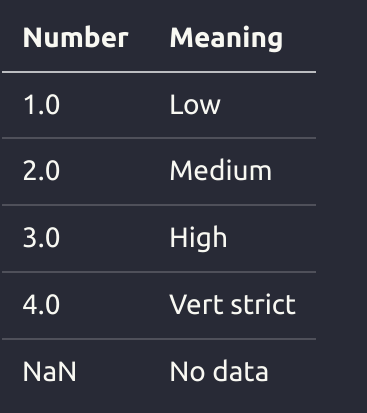 Number Meaning
1.0 Low
2.0 Medium
3.0 High
4.0 Vert strict
NaN No data